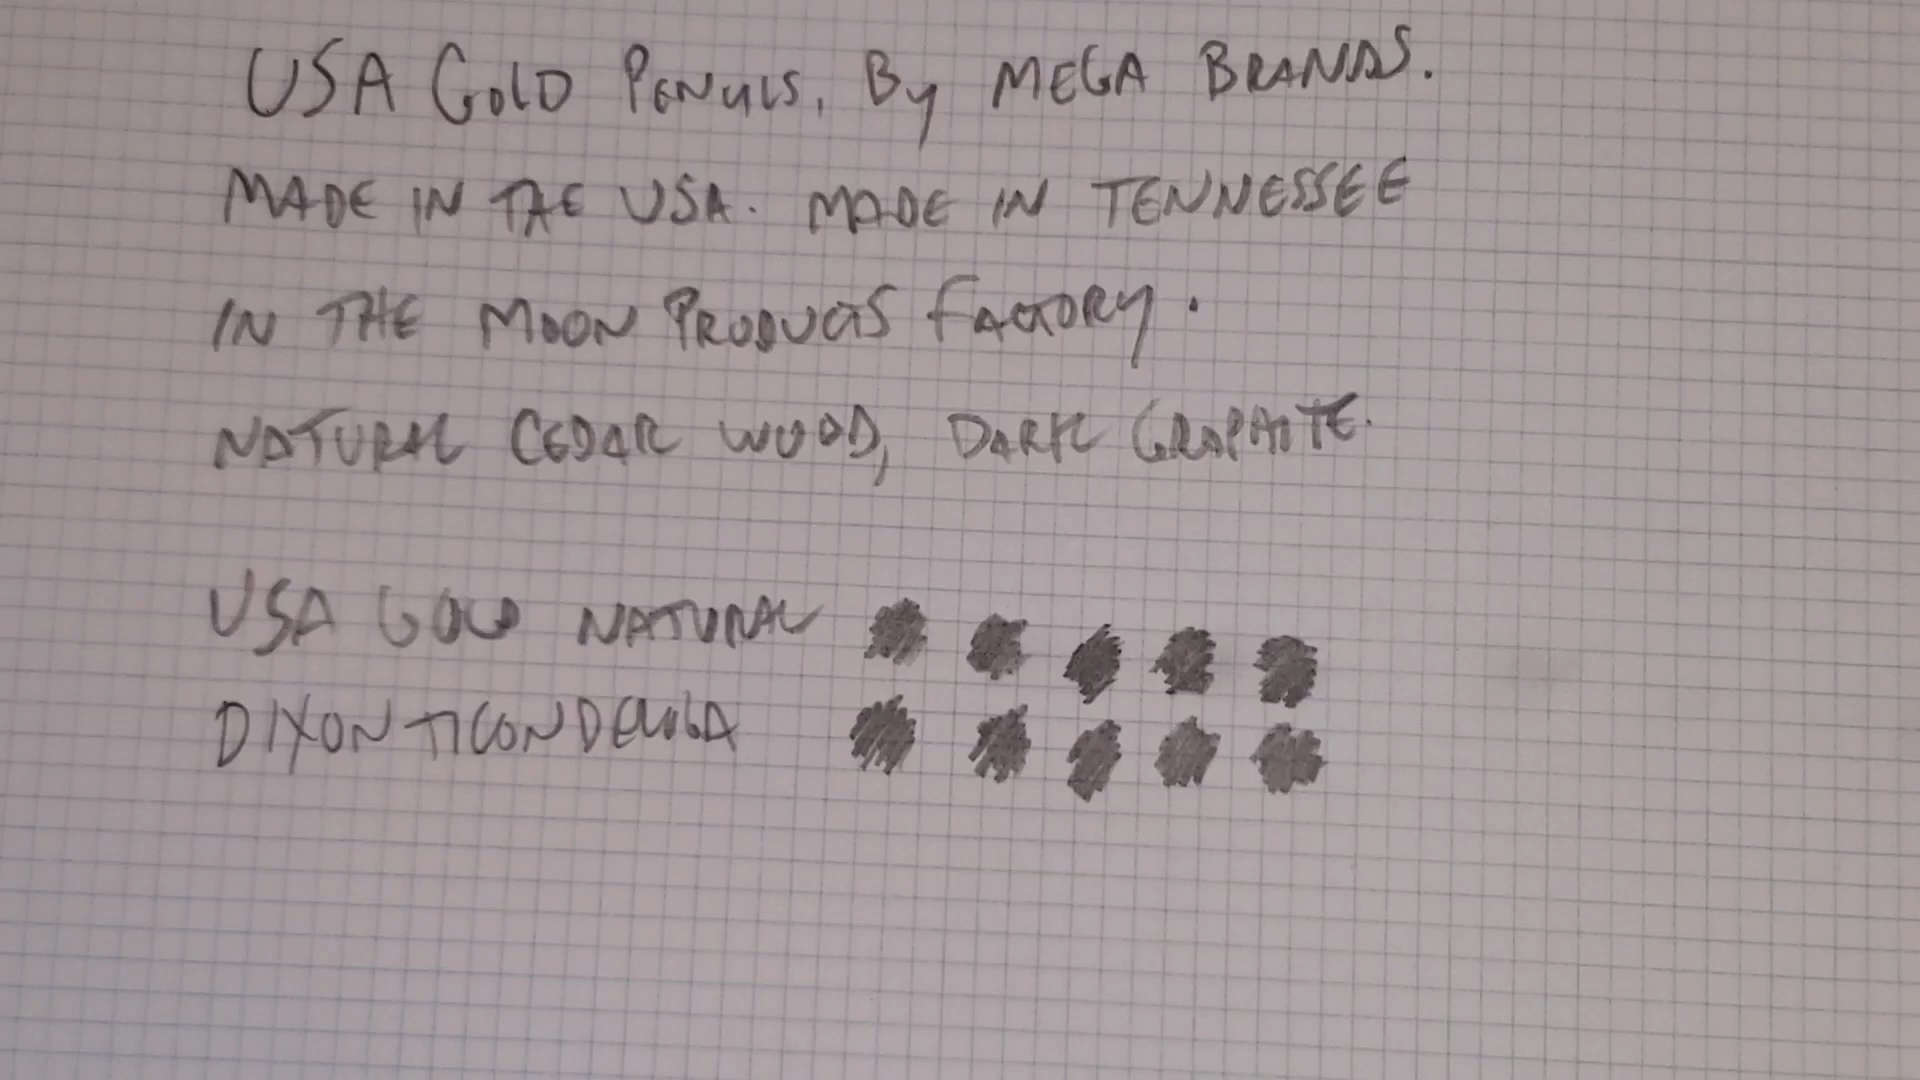 USA GOLD PENCILS, BY MEGA BRANDS.
MADE IN THE USA. MADE IN TENNESSEE
IN THE MOON PRODUCTS FACTORY.
NATURAL CEDAR WOOD, DARK GRAPHITE.
USA GOLD NATURAL
DIXON TICONDEROGA